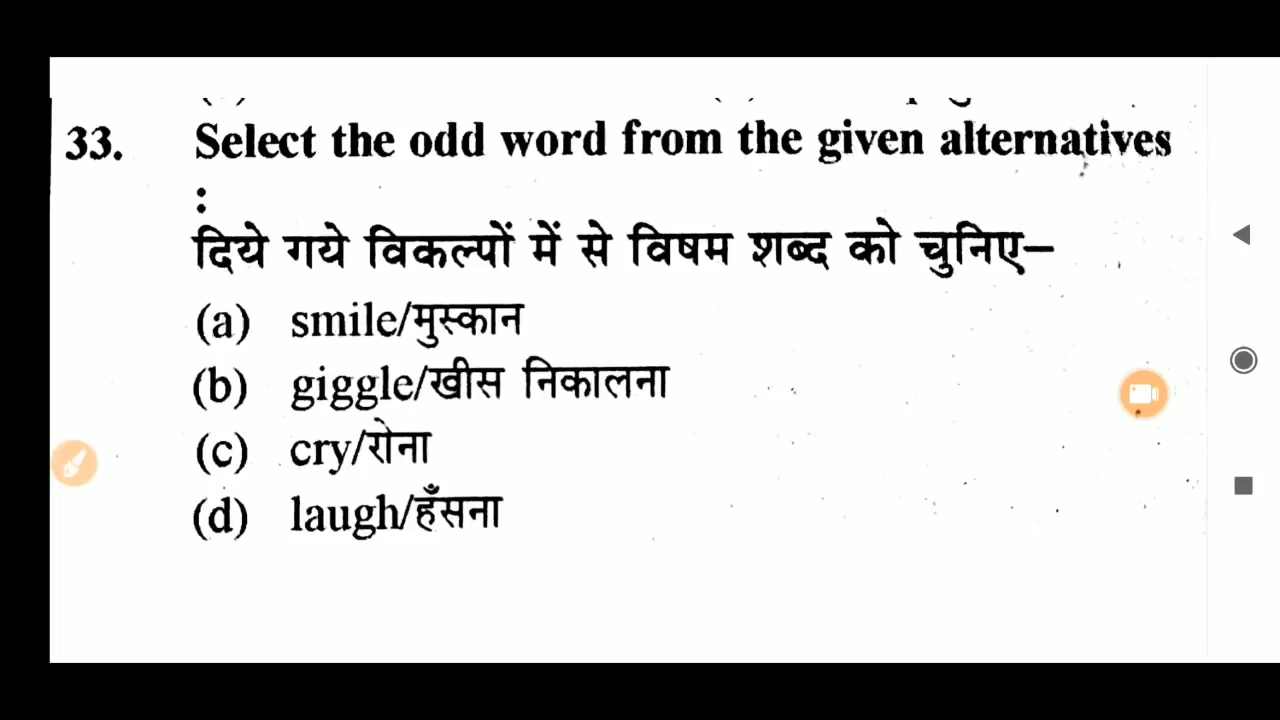 33. Select the odd word from the given alternatives
:
दिये गये विकल्पों में से विषम शब्द को चुनिए–
(a) smile/मुस्कान
(b) giggle/खीस निकालना
(c) cry/रोना
(d) laugh/हँसना